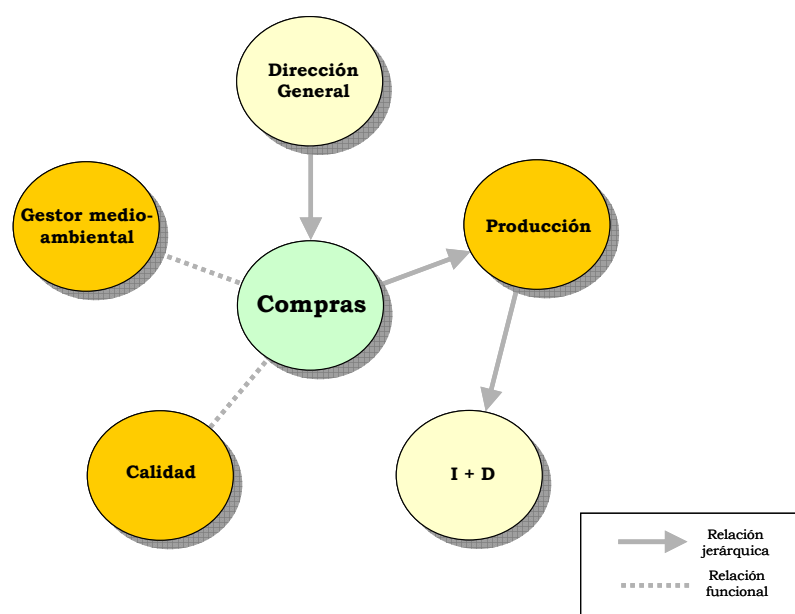 Dirección
General
Gestor medio-
ambiental
Producción
Compras
Calidad
I + D
Relación
jerárquica
Relación
funcional